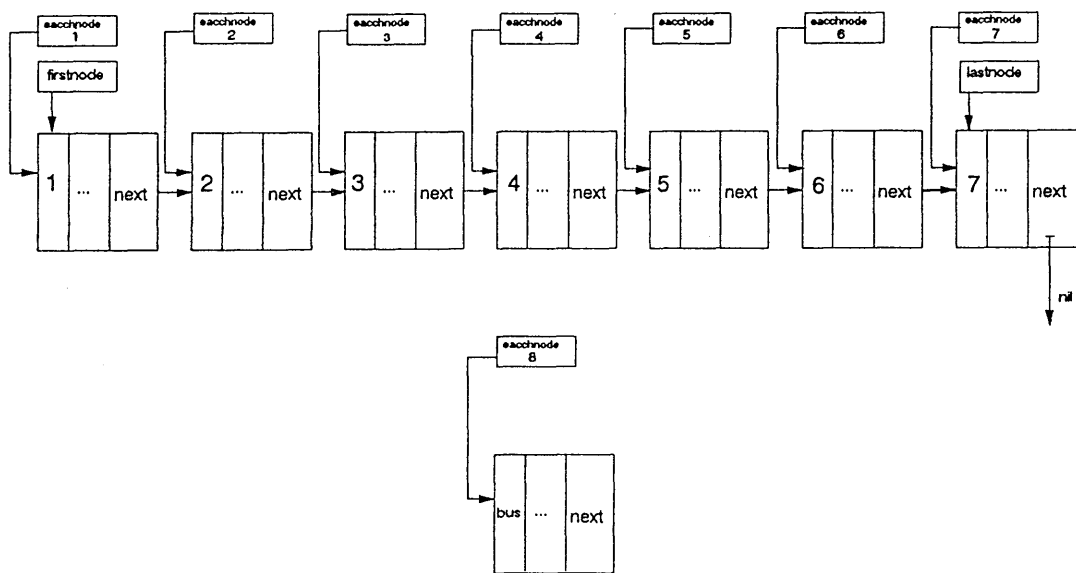 eacchnode
1
eacchnode
2
eacchnode
3
eacchnode
4
eacchnode
5
eacchnode
6
eacchnode
7
firstnode
lastnode
1 ... next
2 ... next
3 ... next
4 ... next
5 ... next
6 ... next
7 ... next
nil
eacchnode
8
bus ... next